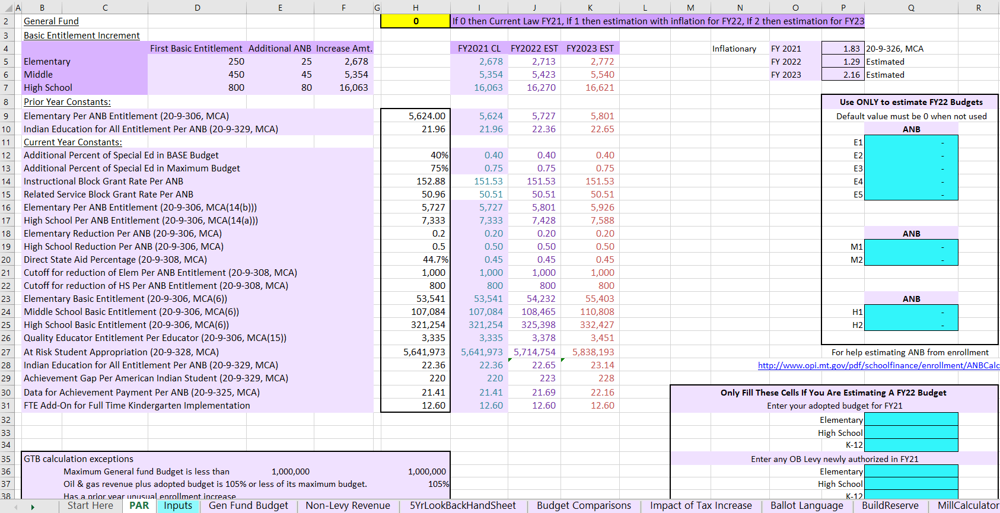 A B C D E F G H I J K L M N O P Q R
2 General Fund 0 If 0 then Current Law FY21, If 1 then estimation with inflation for FY22, If 2 then estimation for FY23
3 Basic Entitlement Increment
4 First Basic Entitlement Additional ANB Increase Amt. FY2021 CL FY2022 EST FY2023 EST Inflationary FY 2021 1.83 20-9-326, MCA
5 Elementary 250 25 2,678 2,678 2,713 2,772 FY 2022 1.29 Estimated
6 Middle 450 45 5,354 5,354 5,423 5,540 FY 2023 2.16 Estimated
7 High School 800 80 16,063 16,063 16,270 16,621
8 Prior Year Constants: Use ONLY to estimate FY22 Budgets
9 Elementary Per ANB Entitlement (20-9-306, MCA) 5,624.00 5,624 5,727 5,801 Default value must be 0 when not used
10 Indian Education for All Entitlement Per ANB (20-9-329, MCA) 21.96 21.96 22.36 22.65 ANB
11 Current Year Constants: E1 -
12 Additional Percent of Special Ed in BASE Budget 40% 0.40 0.40 0.40 E2 -
13 Additional Percent of Special Ed in Maximum Budget 75% 0.75 0.75 0.75 E3 -
14 Instructional Block Grant Rate Per ANB 152.88 151.53 151.53 151.53 E4 -
15 Related Service Block Grant Rate Per ANB 50.96 50.51 50.51 50.51 E5 -
16 Elementary Per ANB Entitlement (20-9-306, MCA(14(b))) 5,727 5,727 5,801 5,926
17 High School Per ANB Entitlement (20-9-306, MCA(14(a))) 7,333 7,333 7,428 7,588
18 Elementary Reduction Per ANB (20-9-306, MCA) 0.2 0.20 0.20 0.20 ANB
19 High School Reduction Per ANB (20-9-306, MCA) 0.5 0.50 0.50 0.50 M1 -
20 Direct State Aid Percentage (20-9-308, MCA) 44.7% 0.45 0.45 0.45 M2 -
21 Cutoff for reduction of Elem Per ANB Entitlement (20-9-308, MCA) 1,000 1,000 1,000 1,000
22 Cutoff for reduction of HS Per ANB Entitlement (20-9-308, MCA) 800 800 800 800
23 Elementary Basic Entitlement (20-9-306, MCA(6)) 53,541 53,541 54,232 55,403 ANB
24 Middle School Basic Entitlement (20-9-306, MCA(6)) 107,084 107,084 108,465 110,808 H1 -
25 High School Basic Entitlement (20-9-306, MCA(6)) 321,254 321,254 325,398 332,427 H2 -
26 Quality Educator Entitlement Per Educator (20-9-306, MCA(15)) 3,335 3,335 3,378 3,451
27 At Risk Student Appropriation (20-9-328, MCA) 5,641,973 5,641,973 5,714,754 5,838,193 For help estimating ANB from enrollment
28 Indian Education for All Entitlement Per ANB (20-9-329, MCA) 22.36 22.36 22.65 23.14 http://www.opi.mt.gov/pdf/schoolfinance/enrollment/ANBCalc
29 Achievement Gap Per American Indian Student (20-9-329, MCA) 220 220 223 228
30 Data for Achievement Payment Per ANB (20-9-325, MCA) 21.41 21.41 21.69 22.16 Only Fill These Cells If You Are Estimating A FY22 Budget
31 FTE Add-On for Full Time Kindergarten Implementation 12.60 12.60 12.60 12.60 Enter your adopted budget for FY21
32 Elementary
33 High School
34 K-12
35 GTB calculation exceptions Enter any OB Levy newly authorized in FY21
36 Maximum General fund Budget is less than 1,000,000 1,000,000 Elementary
37 Oil & gas revenue plus adopted budget is 105% or less of its maximum budget. 105% High School
38 Has a prior year unusual enrollment increase K-12
Start Here PAR Inputs Gen Fund Budget Non-Levy Revenue 5YrLookBackHandSheet Budget Comparisons Impact of Tax Increase Ballot Language BuildReserve MillCalculator